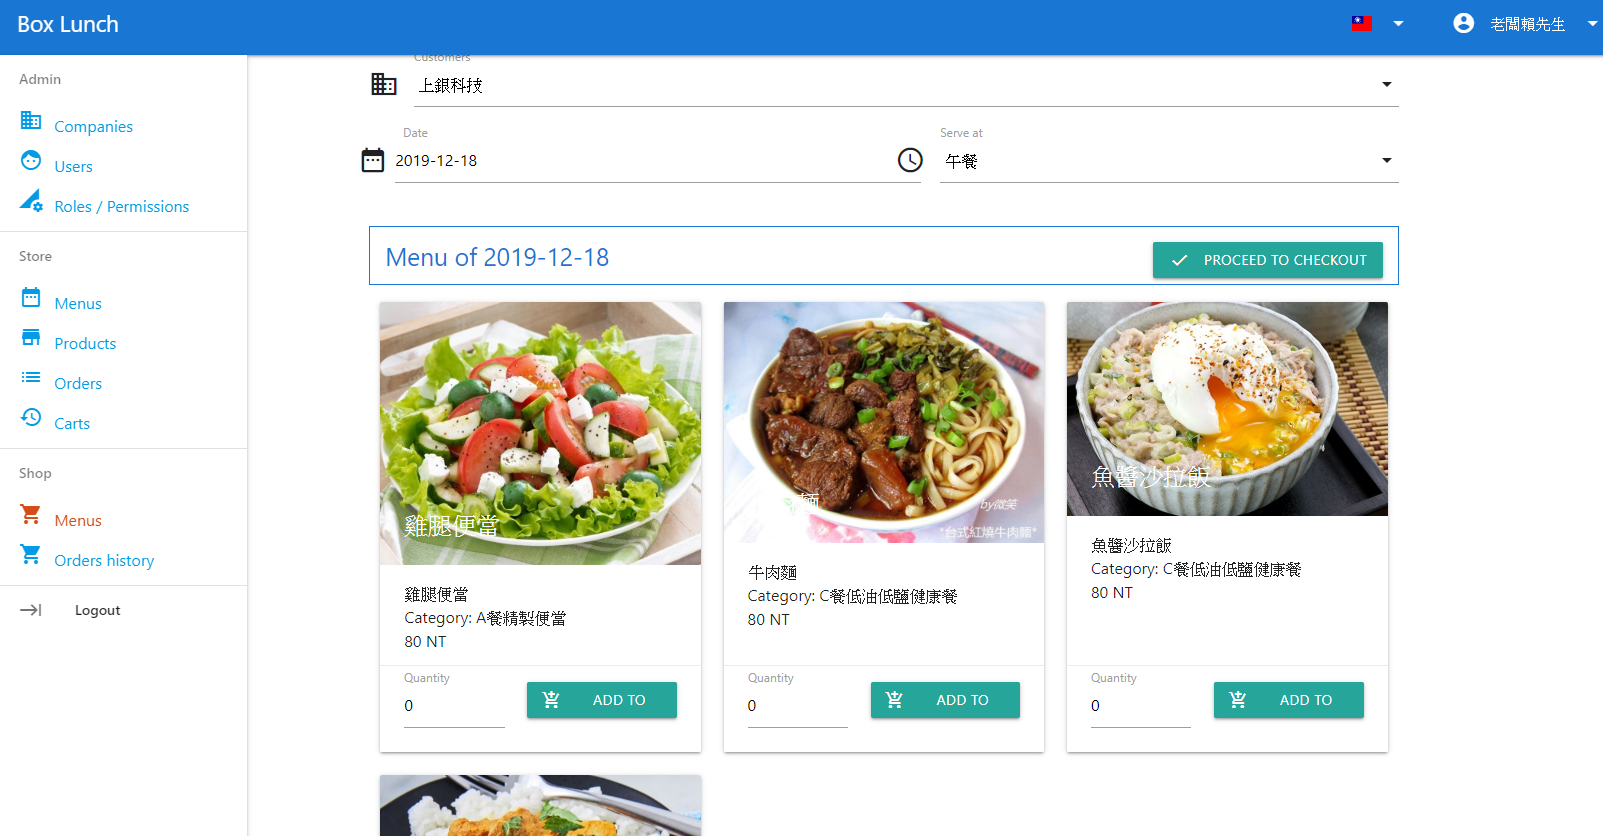 Box Lunch
老闆賴先生
Admin
Companies
Users
Roles / Permissions
Store
Menus
Products
Orders
Carts
Shop
Menus
Orders history
Logout
Customers
上銀科技
Date
2019-12-18
Serve at
午餐
Menu of 2019-12-18
PROCEED TO CHECKOUT
雞腿便當
雞腿便當
Category: A餐精製便當
80 NT
Quantity
0
ADD TO
麵
by微笑
*台式紅燒牛肉麵*
牛肉麵
Category: C餐低油低鹽健康餐
80 NT
Quantity
0
ADD TO
魚醬沙拉飯
魚醬沙拉飯
Category: C餐低油低鹽健康餐
80 NT
Quantity
0
ADD TO